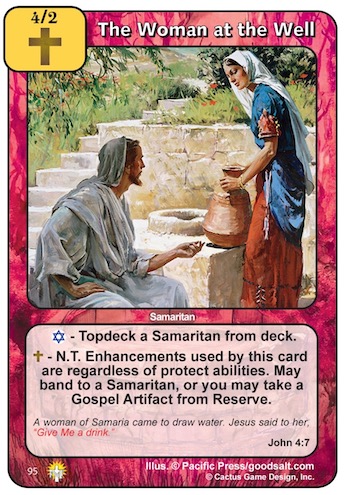 4/2
The Woman at the Well
Samaritan
- Topdeck a Samaritan from deck.
- N.T. Enhancements used by this card
are regardless of protect abilities. May
band to a Samaritan, or you may take a
Gospel Artifact from Reserve.
A woman of Samaria came to draw water. Jesus said to her,
“Give Me a drink.”
John 4:7
95
Illus. © Pacific Press/goodsalt.com
© Cactus Game Design, Inc.